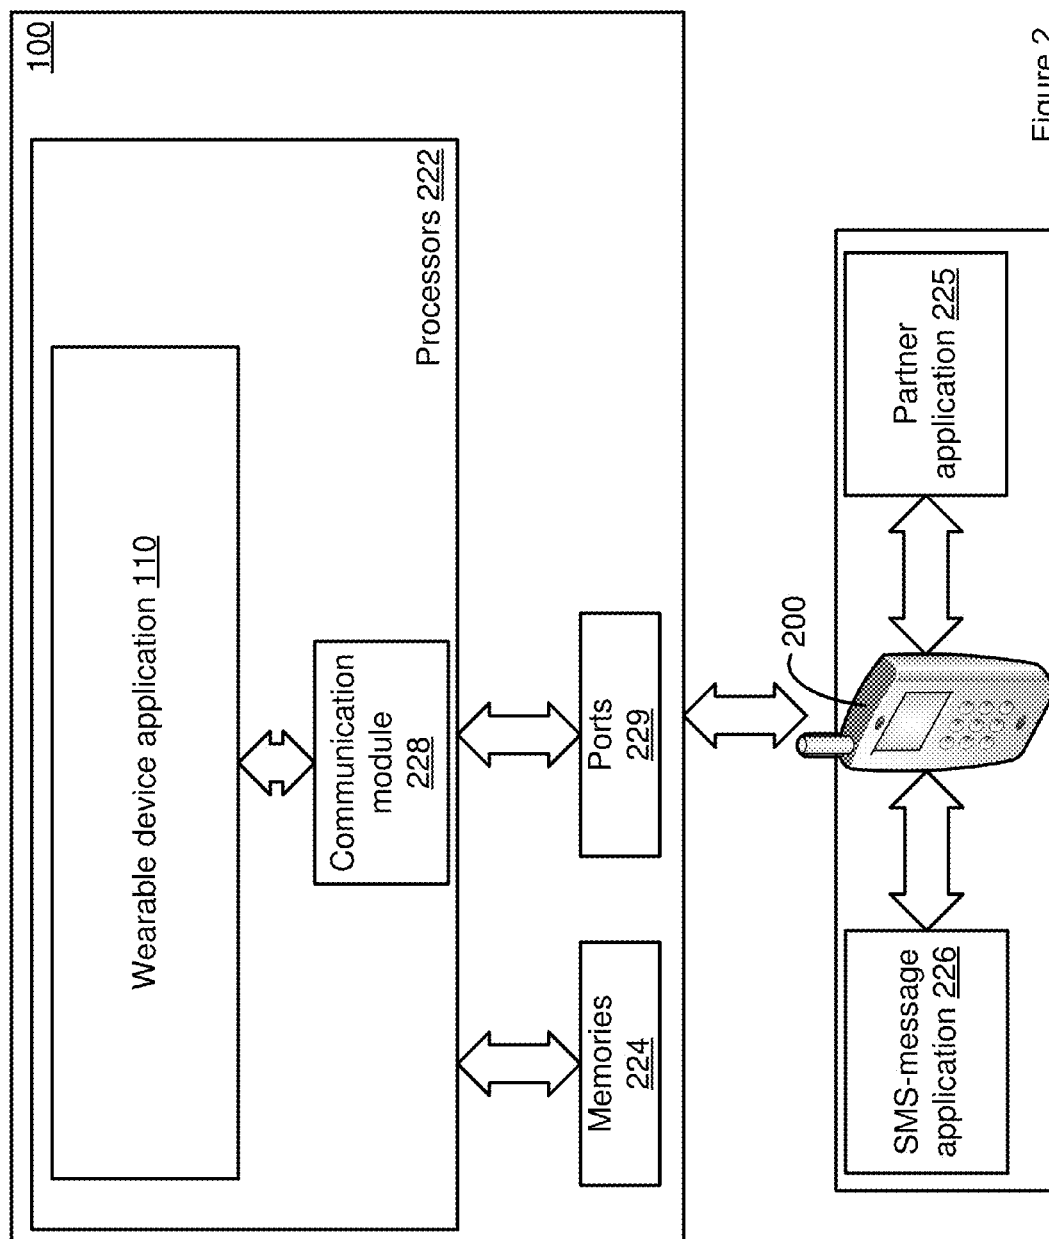 100
Wearable device application 110
Processors 222
Communication
module
228
Memories
224
Ports
229
200
SMS-message
application 226
Partner
application 225
Figure 2